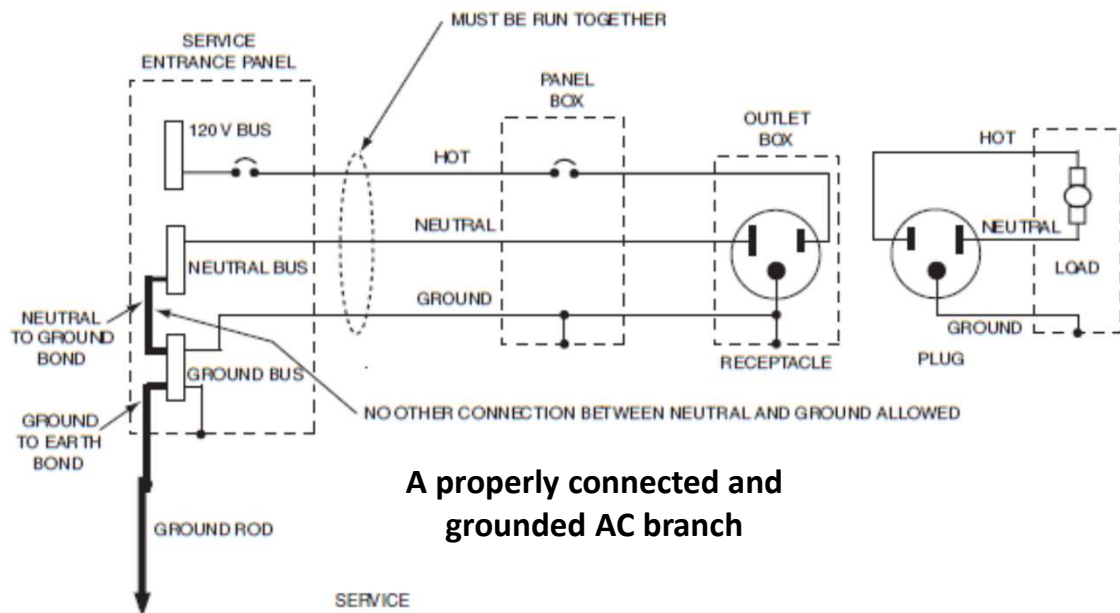 MUST BE RUN TOGETHER
SERVICE
ENTRANCE PANEL
PANEL
BOX
120 V BUS
OUTLET
BOX
HOT
HOT
NEUTRAL
NEUTRAL
NEUTRAL BUS
LOAD
GROUND
NEUTRAL
TO GROUND
BOND
GROUND
RECEPTACLE
PLUG
GROUND BUS
NO OTHER CONNECTION BETWEEN NEUTRAL AND GROUND ALLOWED
GROUND
TO EARTH
BOND
A properly connected and
grounded AC branch
GROUND ROD
SERVICE